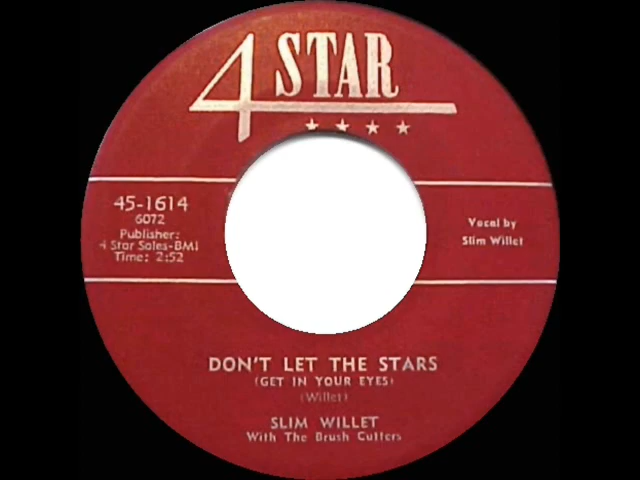 4 STAR
45-1614
6072
Publisher:
4 Star Sales-BMI
Time: 2:52
Vocal by
Slim Willet
DON'T LET THE STARS
(GET IN YOUR EYES)
(Willet)
SLIM WILLET
With The Brush Cutters